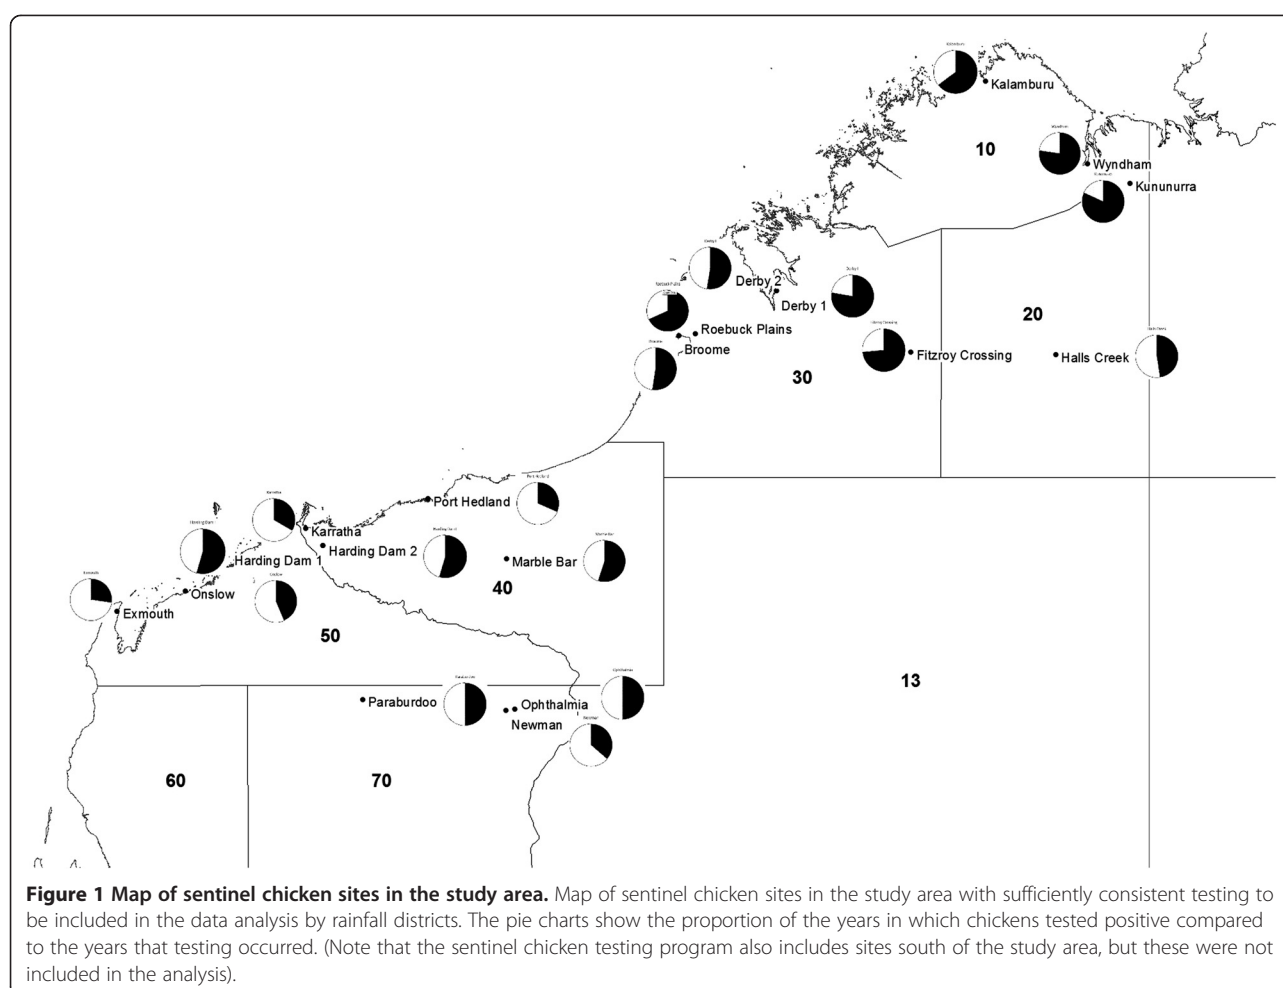 Kalamburu
10
Wyndham
Kununurra
Derby 2
Derby 1
20
Roebuck Plains
Broome
Fitzroy Crossing
Halls Creek
30
Port Hedland
Karratha
Harding Dam 2
Harding Dam 1
Marble Bar
40
Onslow
Exmouth
50
13
Paraburdoo
Ophthalmia
Newman
60
70
Figure 1 Map of sentinel chicken sites in the study area. Map of sentinel chicken sites in the study area with sufficiently consistent testing to
be included in the data analysis by rainfall districts. The pie charts show the proportion of the years in which chickens tested positive compared
to the years that testing occurred. (Note that the sentinel chicken testing program also includes sites south of the study area, but these were not
included in the analysis).